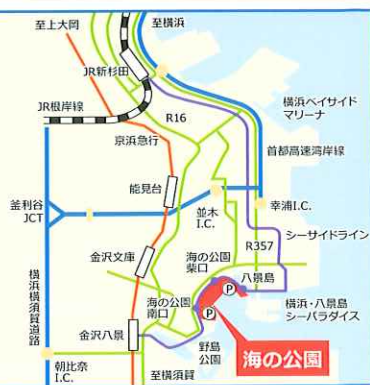 至上大岡
至横浜
JR新杉田
JR根岸線
R16
横浜ベイサイド
マリーナ
京浜急行
首都高速湾岸線
能見台
釜利谷
JCT
並木
I.C.
幸浦I.C.
シーサイドライン
R357
金沢文庫
海の公園
柴口
八景島
横浜横須賀道路
海の公園
南口
P
P
横浜・八景島
シーパラダイス
金沢八景
野島
公園
海の公園
朝比奈
I.C.
至横須賀